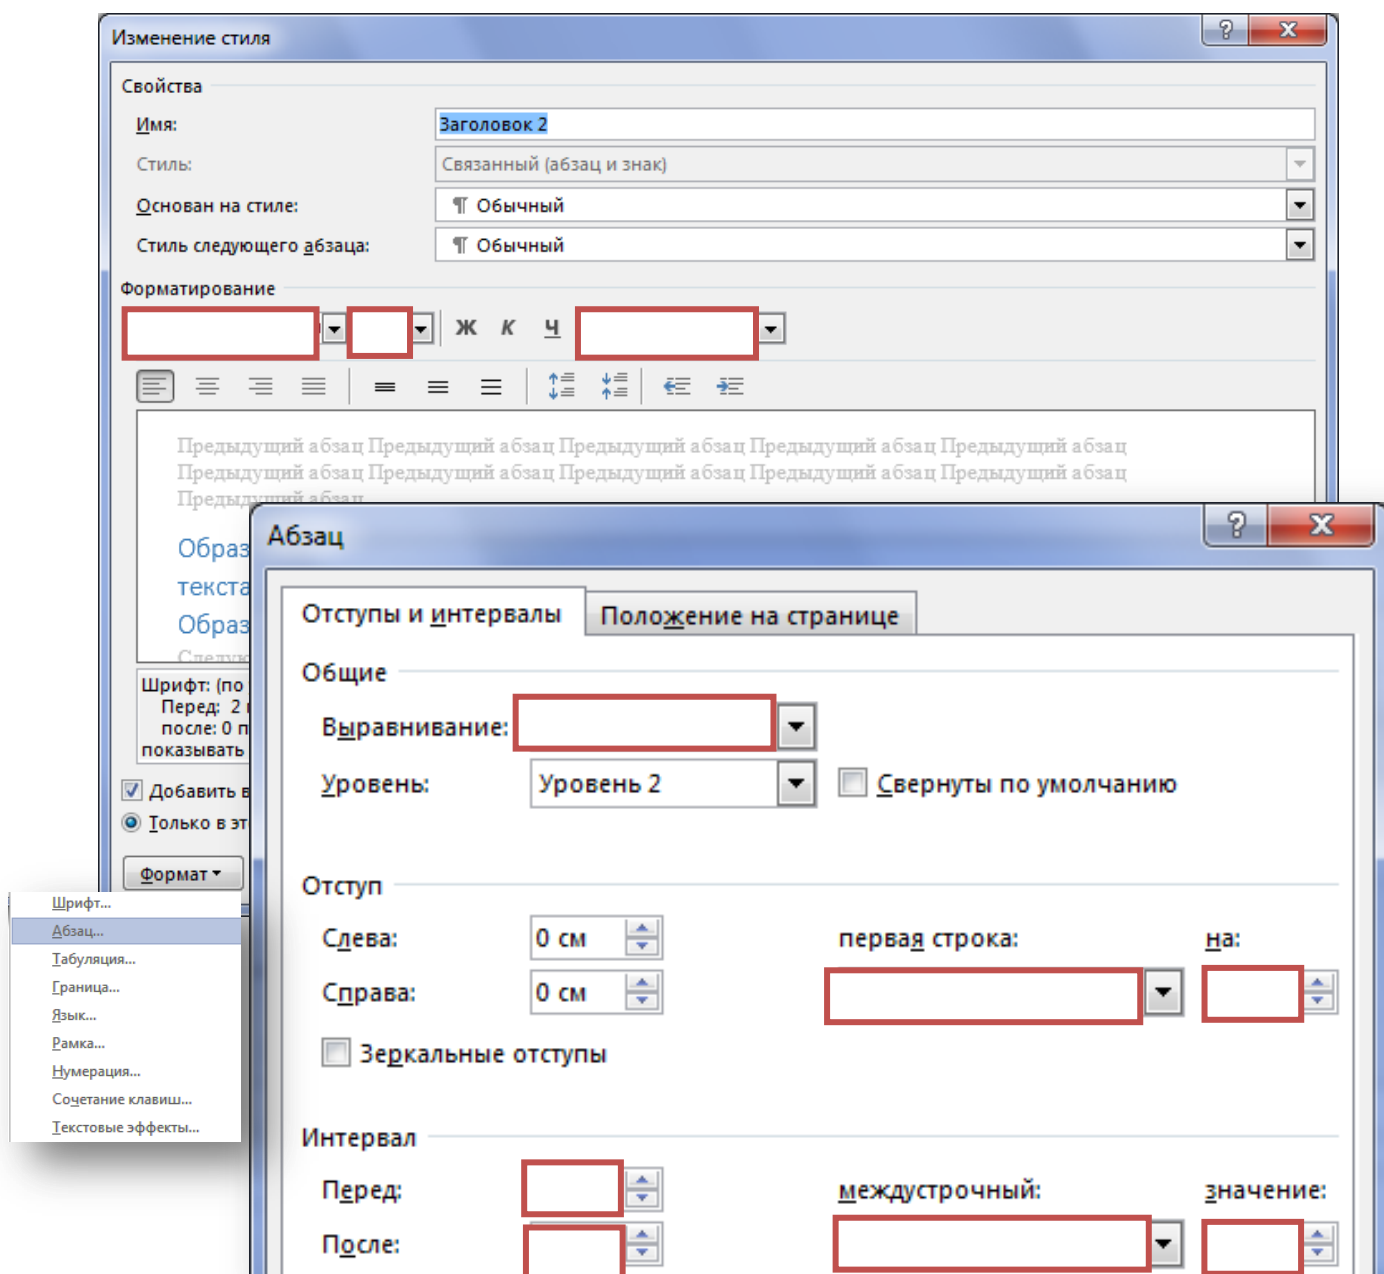 Изменение стиля
Свойства
Имя: Заголовок 2
Стиль: Связанный (абзац и знак)
Основан на стиле: ¶ Обычный
Стиль следующего абзаца: ¶ Обычный
Форматирование
Ж К Ч
Предыдущий абзац Предыдущий абзац Предыдущий абзац Предыдущий абзац Предыдущий абзац
Предыдущий абзац Предыдущий абзац Предыдущий абзац Предыдущий абзац Предыдущий абзац
Предыдущий абзац
Образ
текста
Образ
Следую
Шрифт: (по
Перед: 2
после: 0 п
показывать
Добавить в
Только в эт
Формат
Шрифт...
Абзац...
Табуляция...
Граница...
Язык...
Рамка...
Нумерация...
Сочетание клавиш...
Текстовые эффекты...
Абзац
Отступы и интервалы Положение на странице
Общие
Выравнивание:
Уровень: Уровень 2 Свернуты по умолчанию
Отступ
Слева: 0 см первая строка: на:
Справа: 0 см
Зеркальные отступы
Интервал
Перед: междустрочный: значение:
После: